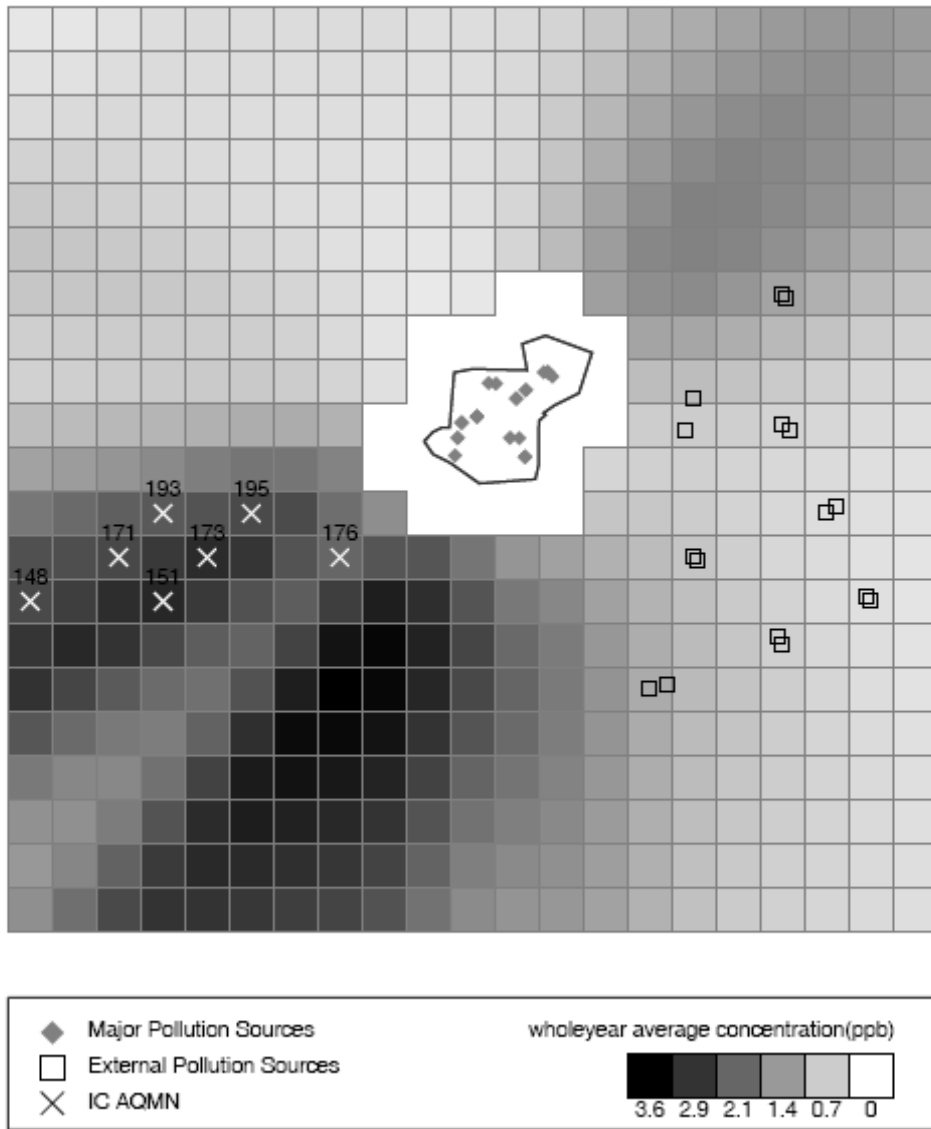 193 195
171 173 176
148 151
Major Pollution Sources
External Pollution Sources
IC AQMN
wholeyear average concentration(ppb)
3.6 2.9 2.1 1.4 0.7 0